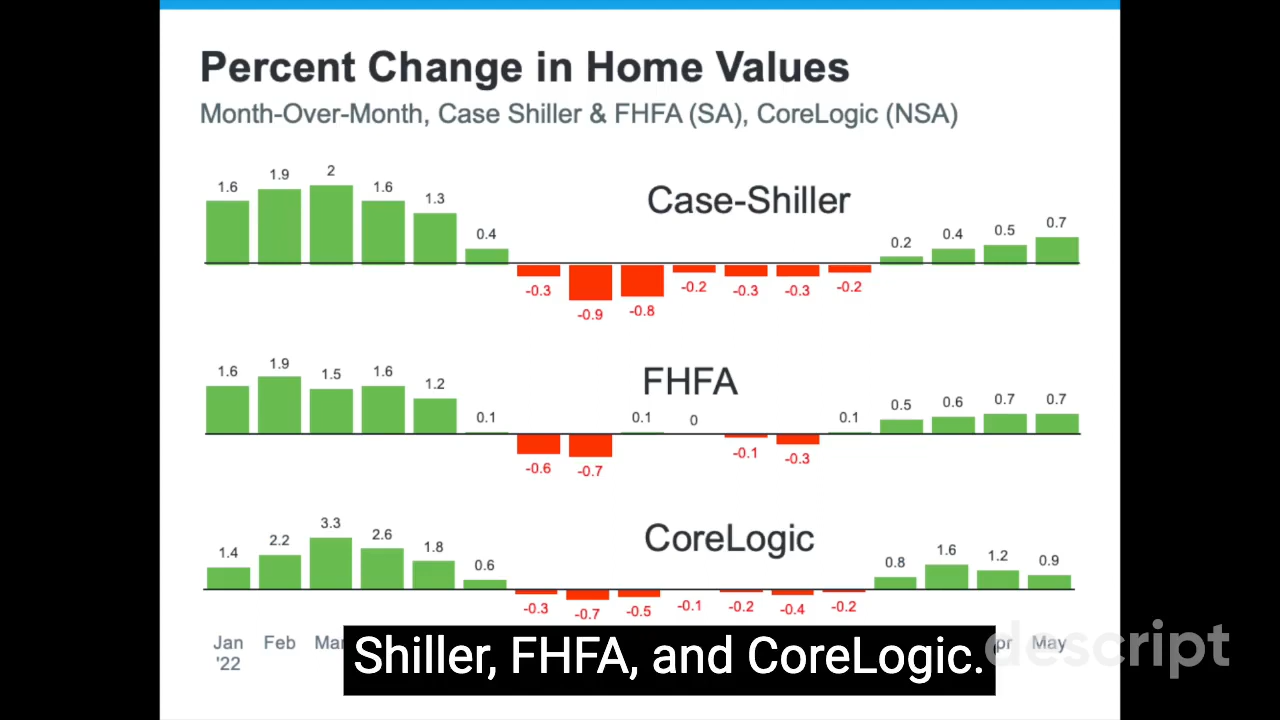 Percent Change in Home Values
Month-Over-Month, Case Shiller & FHFA (SA), CoreLogic (NSA)
Case-Shiller
1.6 1.9 2 1.6 1.3 0.4 -0.3 -0.9 -0.8 -0.2 -0.3 -0.3 -0.2 0.2 0.4 0.5 0.7
FHFA
1.6 1.9 1.5 1.6 1.2 0.1 -0.6 -0.7 0.1 0 -0.1 -0.3 0.1 0.5 0.6 0.7 0.7
CoreLogic
1.4 2.2 3.3 2.6 1.8 0.6 -0.3 -0.7 -0.5 -0.1 -0.2 -0.4 -0.2 0.8 1.6 1.2 0.9
Jan Feb May
'22
Shiller, FHFA, and CoreLogic.
descript